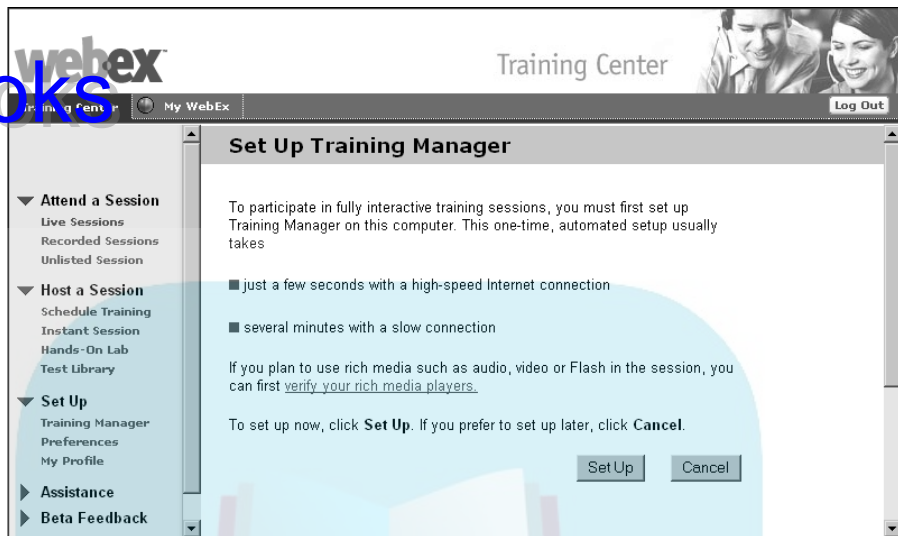 webex
Training Center
oks
Training Center
My WebEx
Log Out
Attend a Session
Live Sessions
Recorded Sessions
Unlisted Session
Host a Session
Schedule Training
Instant Session
Hands-On Lab
Test Library
Set Up
Training Manager
Preferences
My Profile
Assistance
Beta Feedback
Set Up Training Manager
To participate in fully interactive training sessions, you must first set up
Training Manager on this computer. This one-time, automated setup usually
takes
just a few seconds with a high-speed Internet connection
several minutes with a slow connection
If you plan to use rich media such as audio, video or Flash in the session, you
can first verify your rich media players.
To set up now, click Set Up. If you prefer to set up later, click Cancel.
Set Up
Cancel